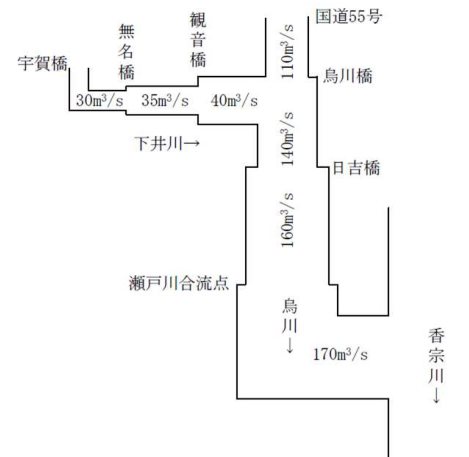 国道55号
無名橋
観音橋
宇賀橋
110m³/s
烏川橋
30m³/s
35m³/s
40m³/s
下井川→
140m³/s
日吉橋
160m³/s
瀬戸川合流点
烏川↓
170m³/s
香宗川↓